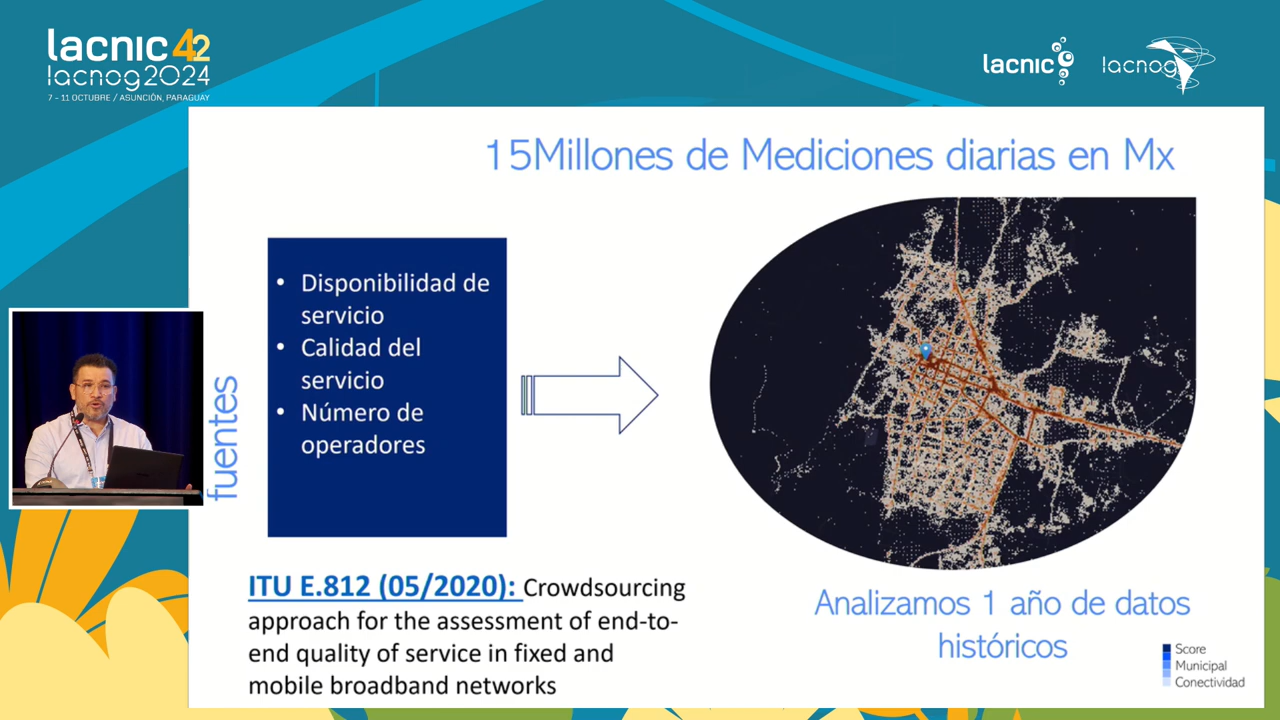 lacnic 42
lacnog2024
7 - 11 OCTUBRE / ASUNCIÓN, PARAGUAY
lacnic
lacnog
15Millones de Mediciones diarias en Mx
fuentes
• Disponibilidad de
servicio
• Calidad del
servicio
• Número de
operadores
ITU E.812 (05/2020): Crowdsourcing
approach for the assessment of end-to-
end quality of service in fixed and
mobile broadband networks
Analizamos 1 año de datos
históricos
Score
Municipal
Conectividad